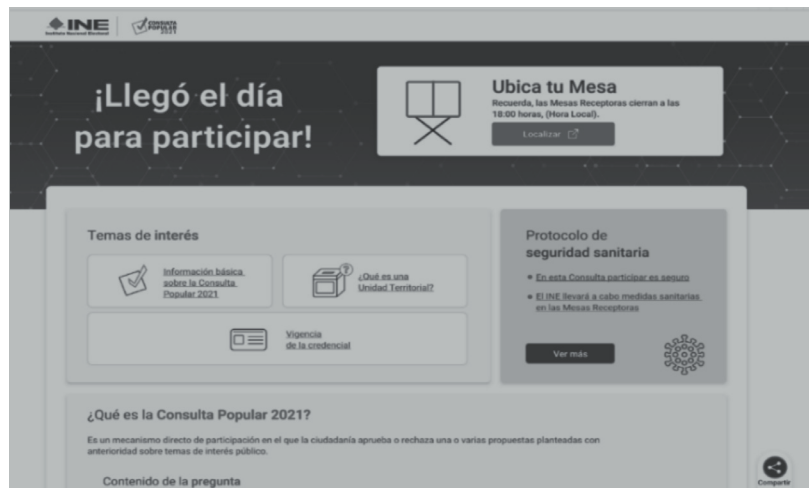 INE
Instituto Nacional Electoral
CONSULTA
POPULAR
2021
¡Llegó el día
para participar!
Ubica tu Mesa
Recuerda, las Mesas Receptoras cierran a las
18:00 horas, (Hora Local).
Localizar
Temas de interés
Información básica
sobre la Consulta
Popular 2021
¿Qué es una
Unidad Territorial?
Vigencia
de la credencial
Protocolo de
seguridad sanitaria
En esta Consulta participar es seguro
El INE llevará a cabo medidas sanitarias
en las Mesas Receptoras
Ver más
¿Qué es la Consulta Popular 2021?
Es un mecanismo directo de participación en el que la ciudadanía aprueba o rechaza una o varias propuestas planteadas con
anterioridad sobre temas de interés público.
Contenido de la pregunta
Compartir